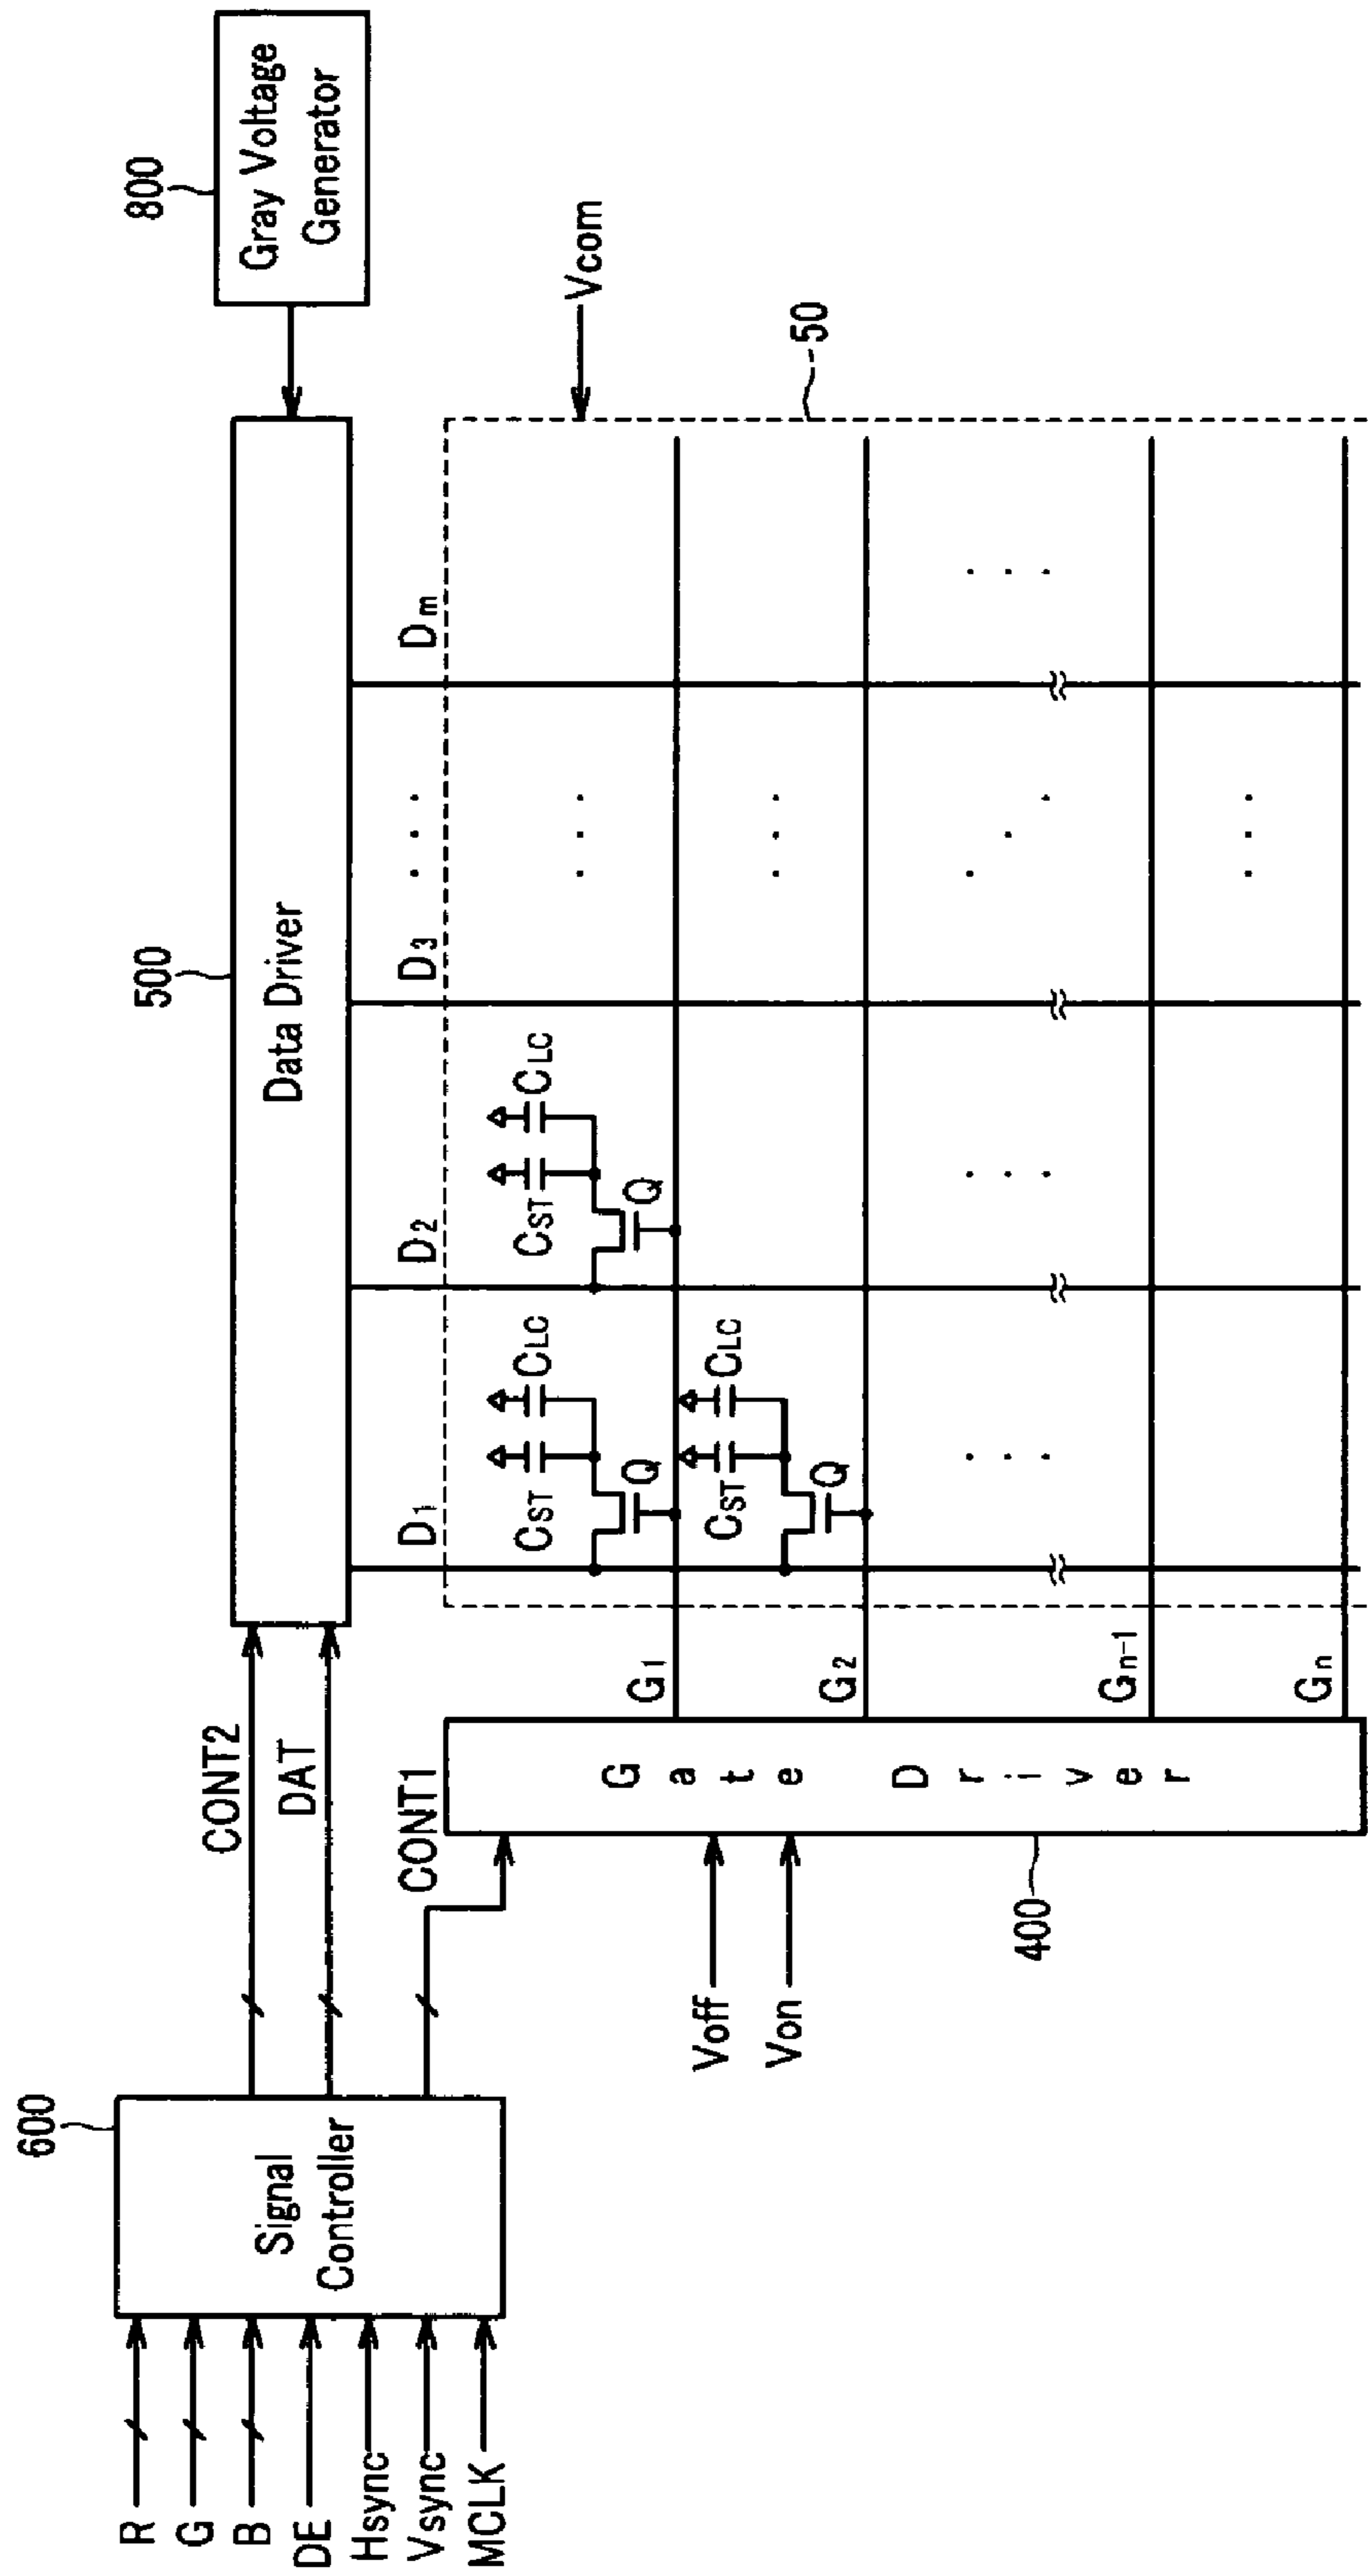 800
Gray Voltage
Generator
500
Data Driver
600
Signal
Controller
R
G
B
DE
Hsync
Vsync
MCLK
CONT2
DAT
CONT1
D1
D2
D3
Dm
Vcom
50
CST
CLC
Q
CST
CLC
Q
CST
CLC
Q
G1
G2
Gn-1
Gn
Gate Driver
Voff
Von
400